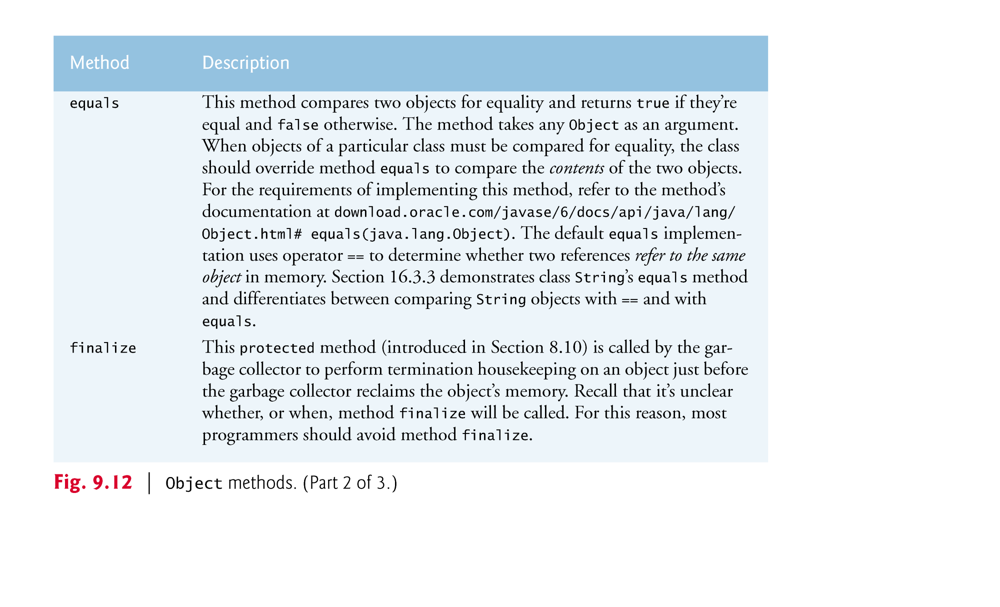 Method Description
equals This method compares two objects for equality and returns true if they’re
equal and false otherwise. The method takes any Object as an argument.
When objects of a particular class must be compared for equality, the class
should override method equals to compare the contents of the two objects.
For the requirements of implementing this method, refer to the method’s
documentation at download.oracle.com/javase/6/docs/api/java/lang/
Object.html# equals(java.lang.Object). The default equals implemen-
tation uses operator == to determine whether two references refer to the same
object in memory. Section 16.3.3 demonstrates class String’s equals method
and differentiates between comparing String objects with == and with
equals.
finalize This protected method (introduced in Section 8.10) is called by the gar-
bage collector to perform termination housekeeping on an object just before
the garbage collector reclaims the object’s memory. Recall that it’s unclear
whether, or when, method finalize will be called. For this reason, most
programmers should avoid method finalize.
Fig. 9.12 | Object methods. (Part 2 of 3.)